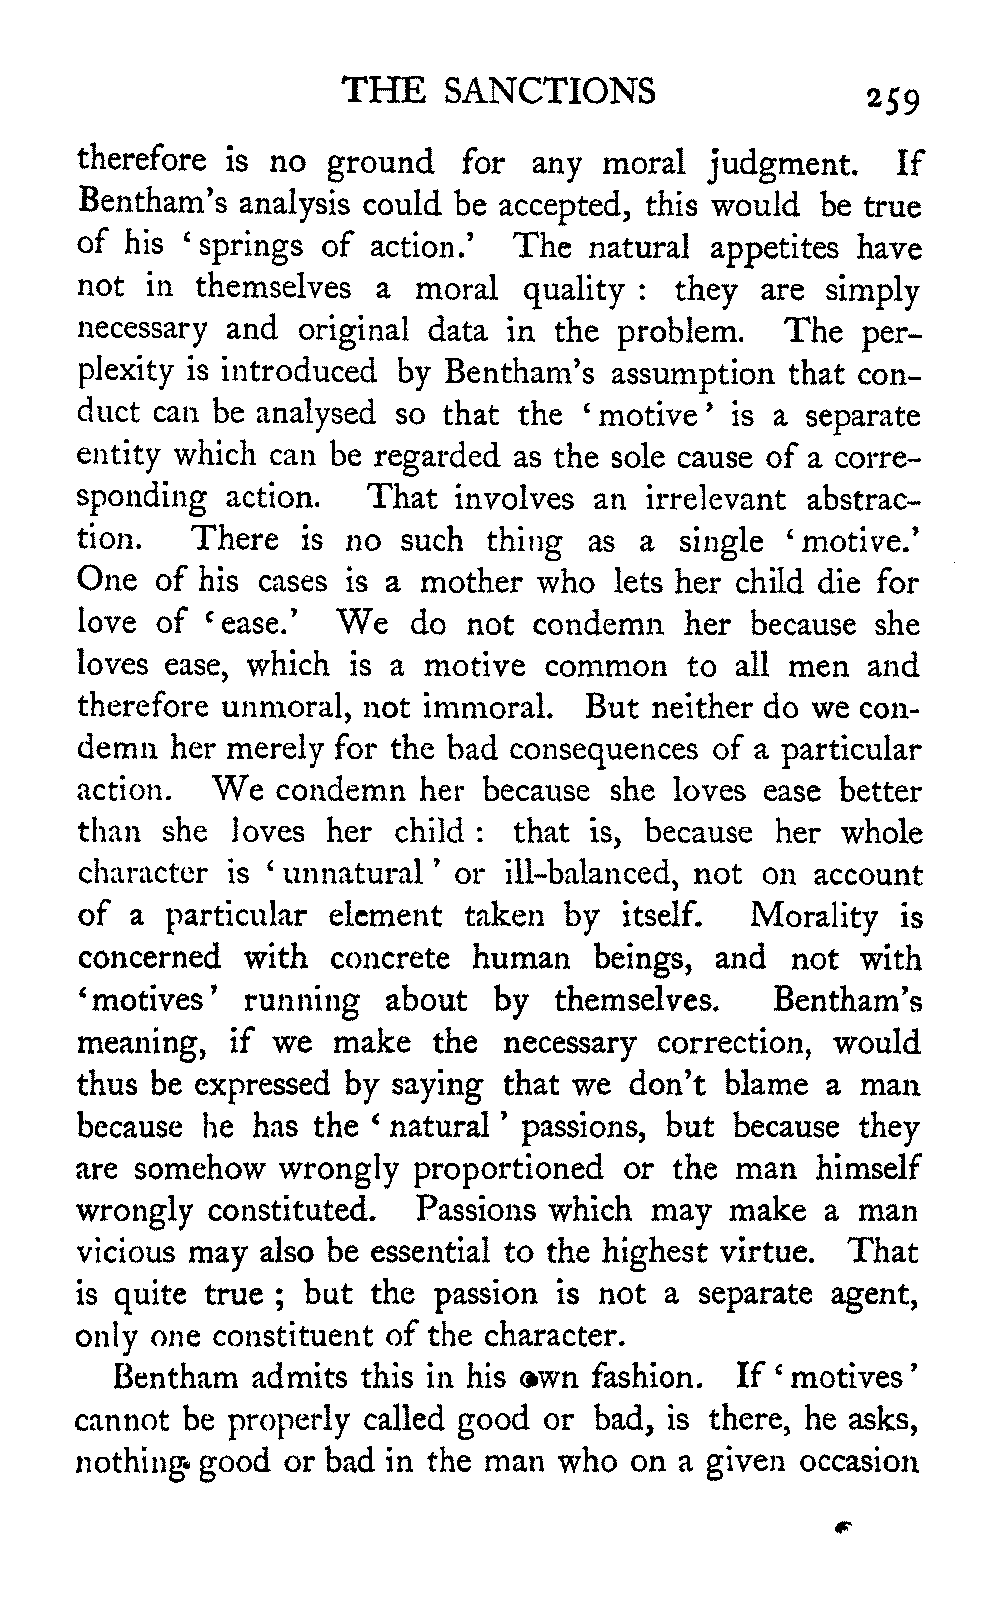 THE SANCTIONS 259
therefore is no ground for any moral judgment. If
Bentham's analysis could be accepted, this would be true
of his ‘springs of action.’ The natural appetites have
not in themselves a moral quality : they are simply
necessary and original data in the problem. The per-
plexity is introduced by Bentham's assumption that con-
duct can be analysed so that the ‘motive’ is a separate
entity which can be regarded as the sole cause of a corre-
sponding action. That involves an irrelevant abstrac-
tion. There is no such thing as a single ‘motive.’
One of his cases is a mother who lets her child die for
love of ‘ease.’ We do not condemn her because she
loves ease, which is a motive common to all men and
therefore unmoral, not immoral. But neither do we con-
demn her merely for the bad consequences of a particular
action. We condemn her because she loves ease better
than she loves her child : that is, because her whole
character is ‘unnatural’ or ill-balanced, not on account
of a particular element taken by itself. Morality is
concerned with concrete human beings, and not with
‘motives’ running about by themselves. Bentham's
meaning, if we make the necessary correction, would
thus be expressed by saying that we don't blame a man
because he has the ‘natural’ passions, but because they
are somehow wrongly proportioned or the man himself
wrongly constituted. Passions which may make a man
vicious may also be essential to the highest virtue. That
is quite true ; but the passion is not a separate agent,
only one constituent of the character.
Bentham admits this in his own fashion. If ‘motives’
cannot be properly called good or bad, is there, he asks,
nothing good or bad in the man who on a given occasion